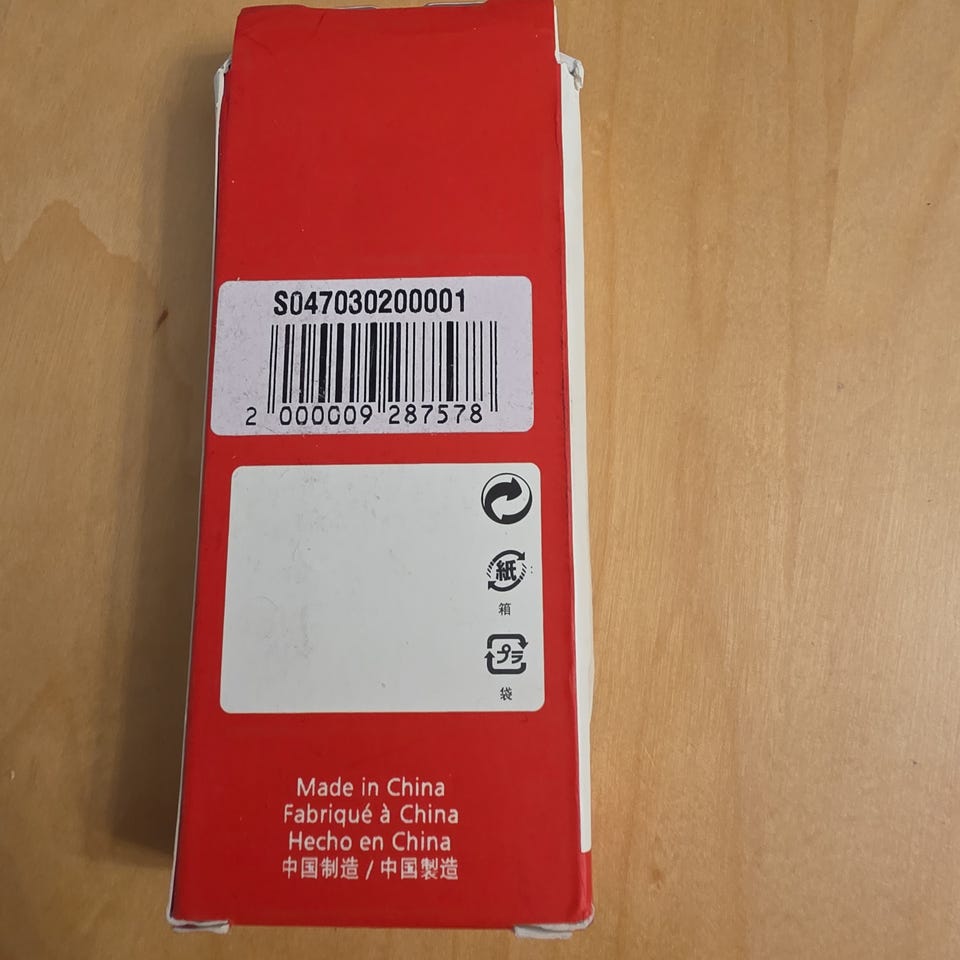 S047030200001
2 000009 287578
紙
箱
プラ
袋
Made in China
Fabriqué à China
Hecho en China
中国制造 / 中国製造